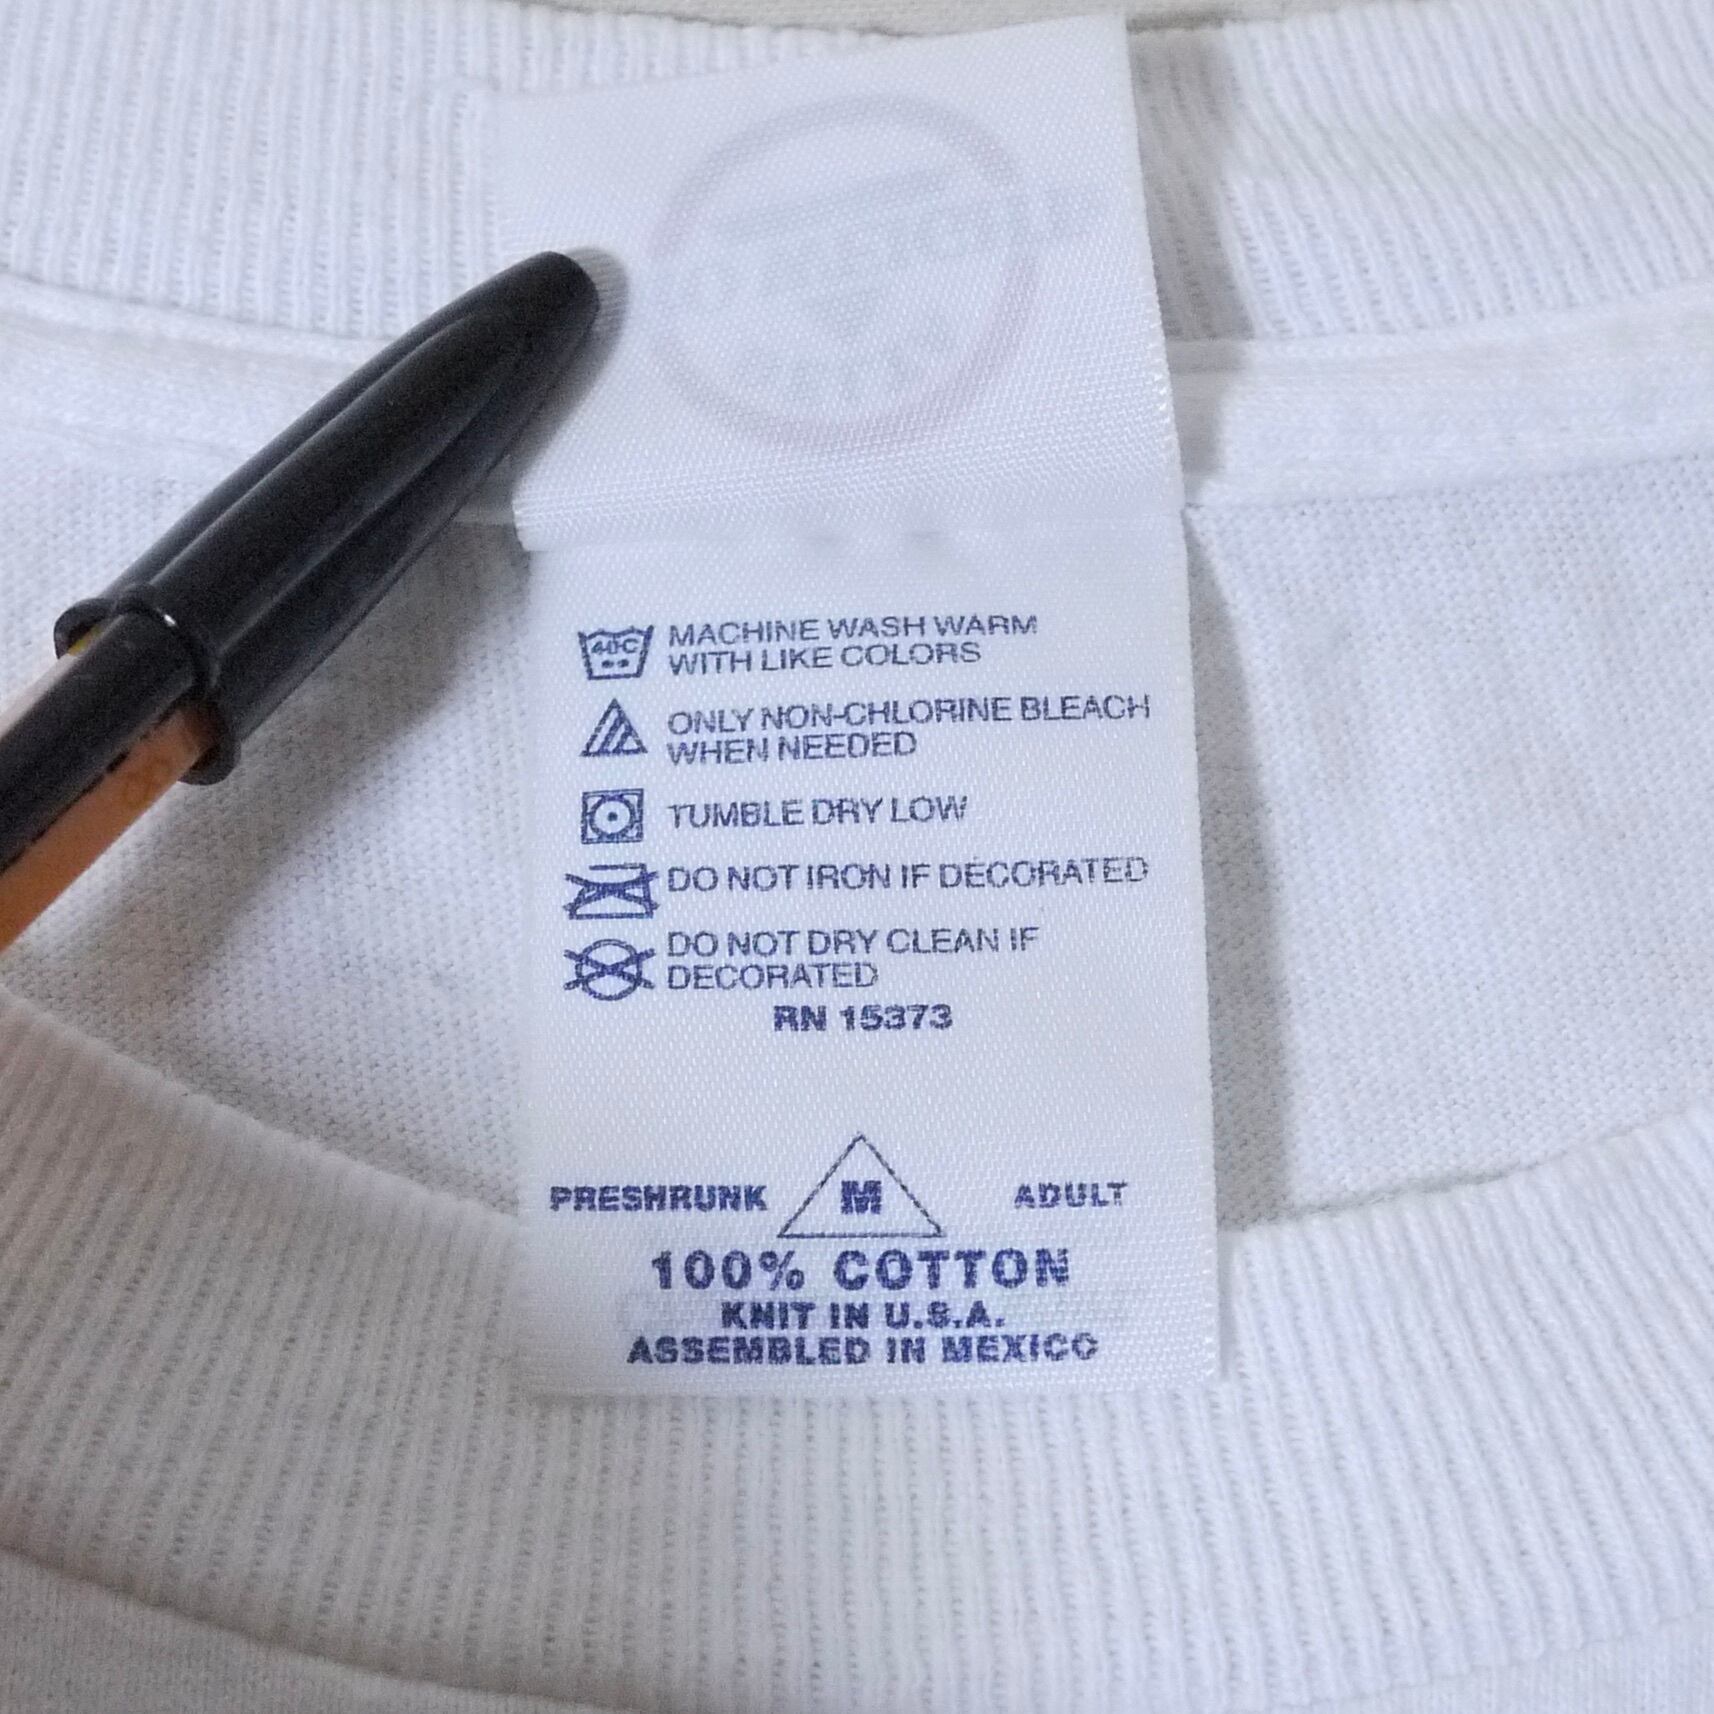 40C
MACHINE WASH WARM
WITH LIKE COLORS
ONLY NON-CHLORINE BLEACH
WHEN NEEDED
TUMBLE DRY LOW
DO NOT IRON IF DECORATED
DO NOT DRY CLEAN IF
DECORATED
RN 15373
PRESHRUNK M ADULT
100% COTTON
KNIT IN U.S.A.
ASSEMBLED IN MEXICO